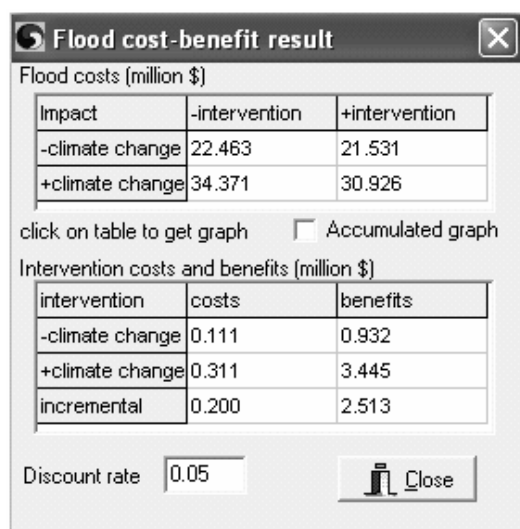 Flood cost-benefit result
Flood costs (million $)
Impact -intervention +intervention
-climate change 22.463 21.531
+climate change 34.371 30.926
click on table to get graph Accumulated graph
Intervention costs and benefits (million $)
intervention costs benefits
-climate change 0.111 0.932
+climate change 0.311 3.445
incremental 0.200 2.513
Discount rate 0.05 Close